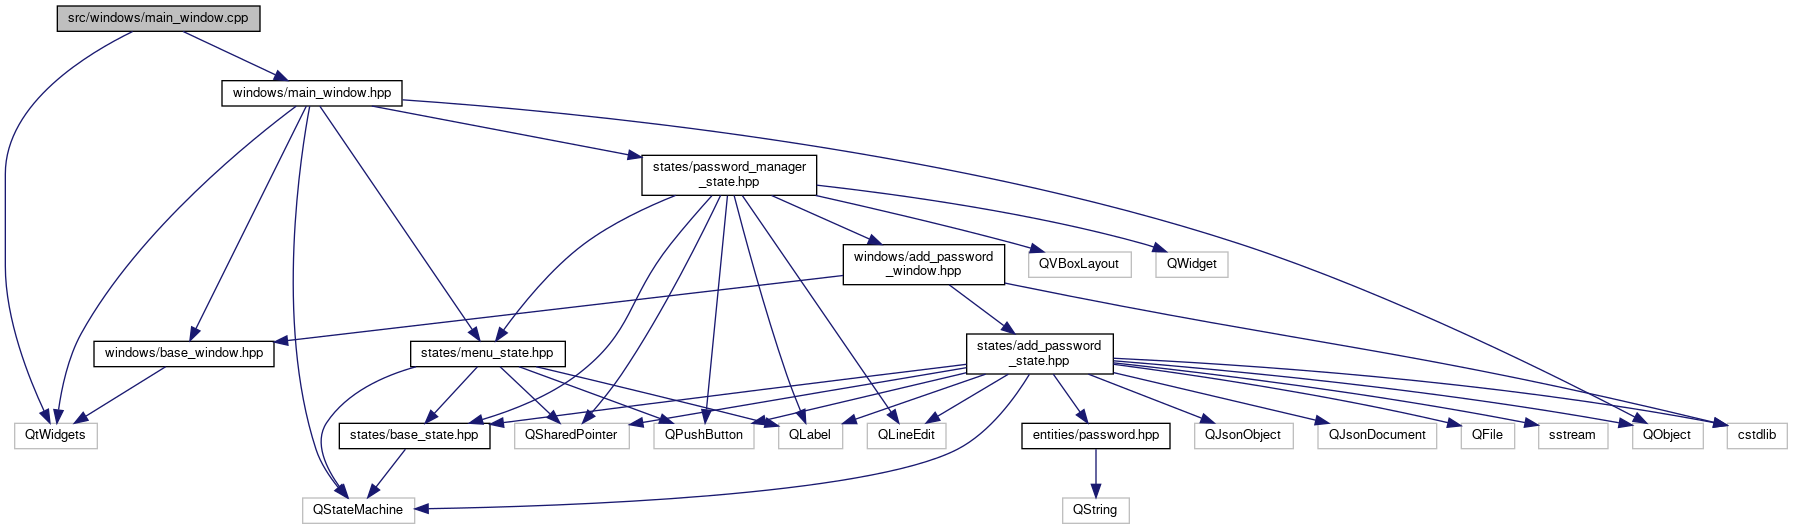 src/windows/main_window.cpp
windows/main_window.hpp
states/password_manager
_state.hpp
windows/add_password
_window.hpp
QVBoxLayout
QWidget
windows/base_window.hpp
states/menu_state.hpp
states/add_password
_state.hpp
QtWidgets
states/base_state.hpp
QSharedPointer
QPushButton
QLabel
QLineEdit
entities/password.hpp
QJsonObject
QJsonDocument
QFile
sstream
QObject
cstdlib
QStateMachine
QString